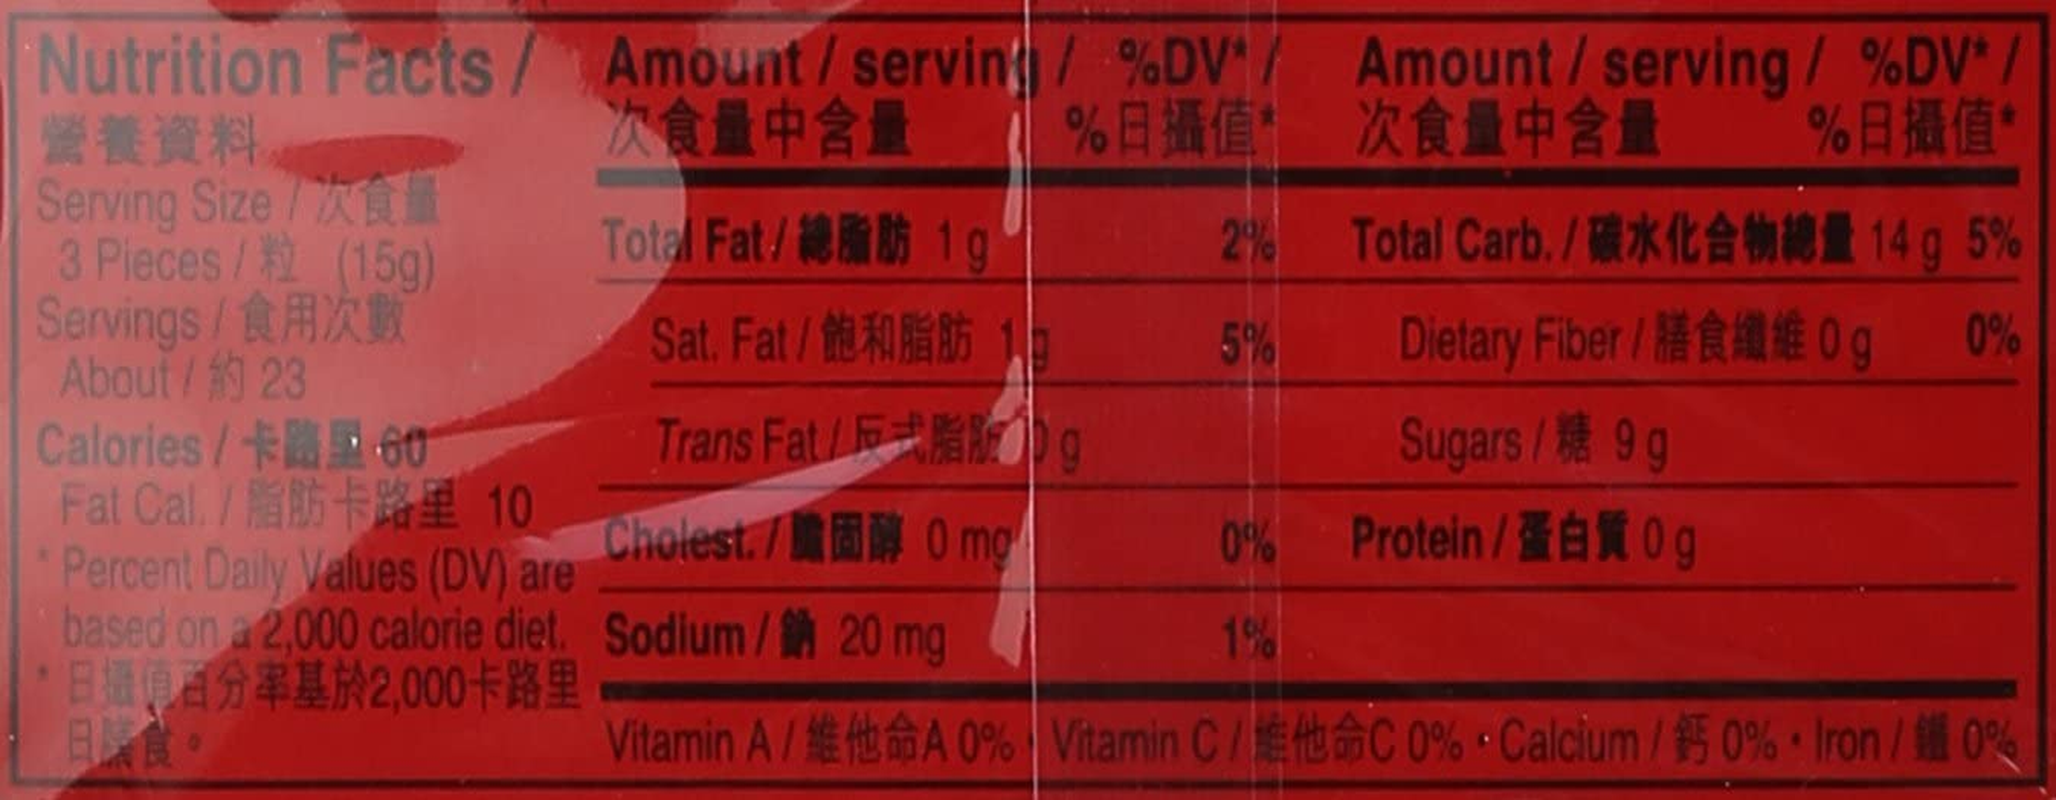 Nutrition Facts /
營養資料
Serving Size / 次食量
3 Pieces / 粒 (15g)
Servings / 食用次數
About / 約 23
Calories / 卡路里 60
Fat Cal. / 脂肪卡路里 10
* Percent Daily Values (DV) are
based on a 2,000 calorie diet.
* 日攝值百分率基於2,000卡路里
日膳食。
Amount / serving / %DV* /
次食量中含量 %日攝值*
Total Fat / 總脂肪 1 g 2%
Sat. Fat / 飽和脂肪 1 g 5%
Trans Fat / 反式脂肪 0 g
Cholest. / 膽固醇 0 mg 0%
Sodium / 鈉 20 mg 1%
Amount / serving / %DV* /
次食量中含量 %日攝值*
Total Carb. / 碳水化合物總量 14 g 5%
Dietary Fiber / 膳食纖維 0 g 0%
Sugars / 糖 9 g
Protein / 蛋白質 0 g
Vitamin A / 維他命A 0% · Vitamin C / 維他命C 0% · Calcium / 鈣 0% · Iron / 鐵 0%